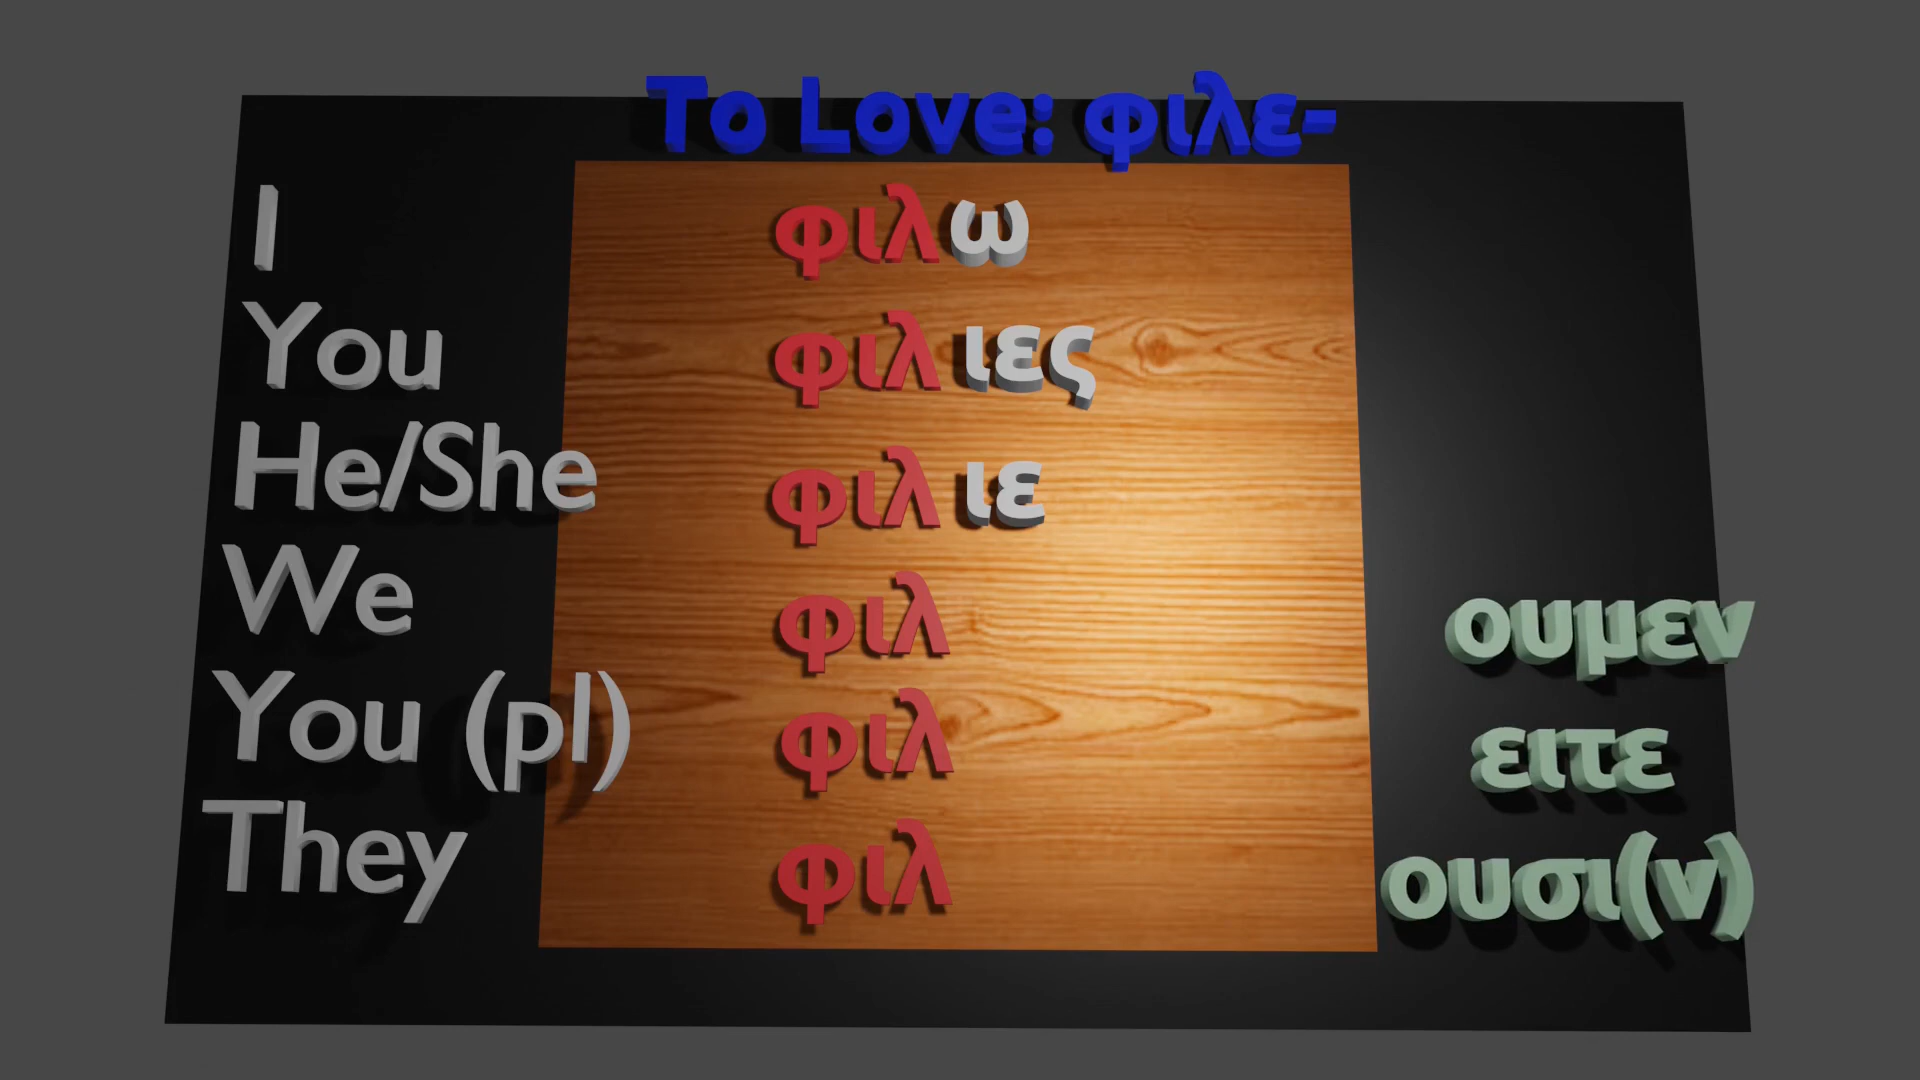 To Love: φιλε-
I φιλω
You φιλιες
He/She φιλιε
We φιλ ουμεν
You (pl) φιλ ειτε
They φιλ ουσι(ν)